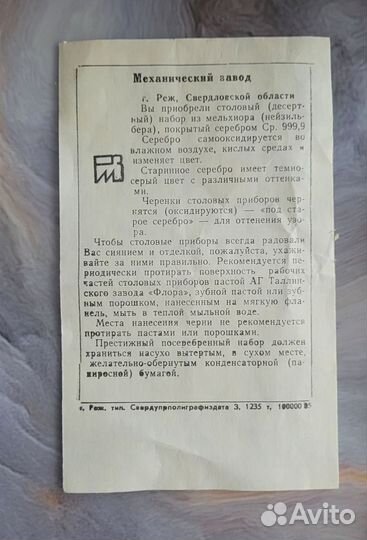 Механический завод
г. Реж, Свердловской области
Вы приобрели столовый (десерт-
ный) набор из мельхиора (нейзиль-
бера), покрытый серебром Ср. 999,9
Серебро самооксидируется во
влажном воздухе, кислых средах и
изменяет цвет.
Старинное серебро имеет темно-
серый цвет с различными оттенка-
ми.
Черенки столовых приборов чер-
нятся (оксидируются) — «под ста
рое серебро» — для оттенения узо-
ра.
Чтобы столовые приборы всегда радовали
Вас сиянием и отделкой, пожалуйста, ухажи-
вайте за ними правильно. Рекомендуется пе-
риодически протирать поверхность рабочих
частей столовых приборов пастой АГ Таллин-
ского завода «Флора», зубной пастой или зуб-
ным порошком, нанесенным на мягкую фла-
нель, мыть в теплой мыльной воде.
Места нанесения черни не рекомендуется
протирать пастами или порошками.
Престижный посеребренный набор должен
храниться насухо вытертым, в сухом месте,
желательно-обернутым конденсаторной (па-
пиросной) бумагой.
г. Реж, тип. Свердупрполиграфиздата З. 1235 т, 100000 85
Avito